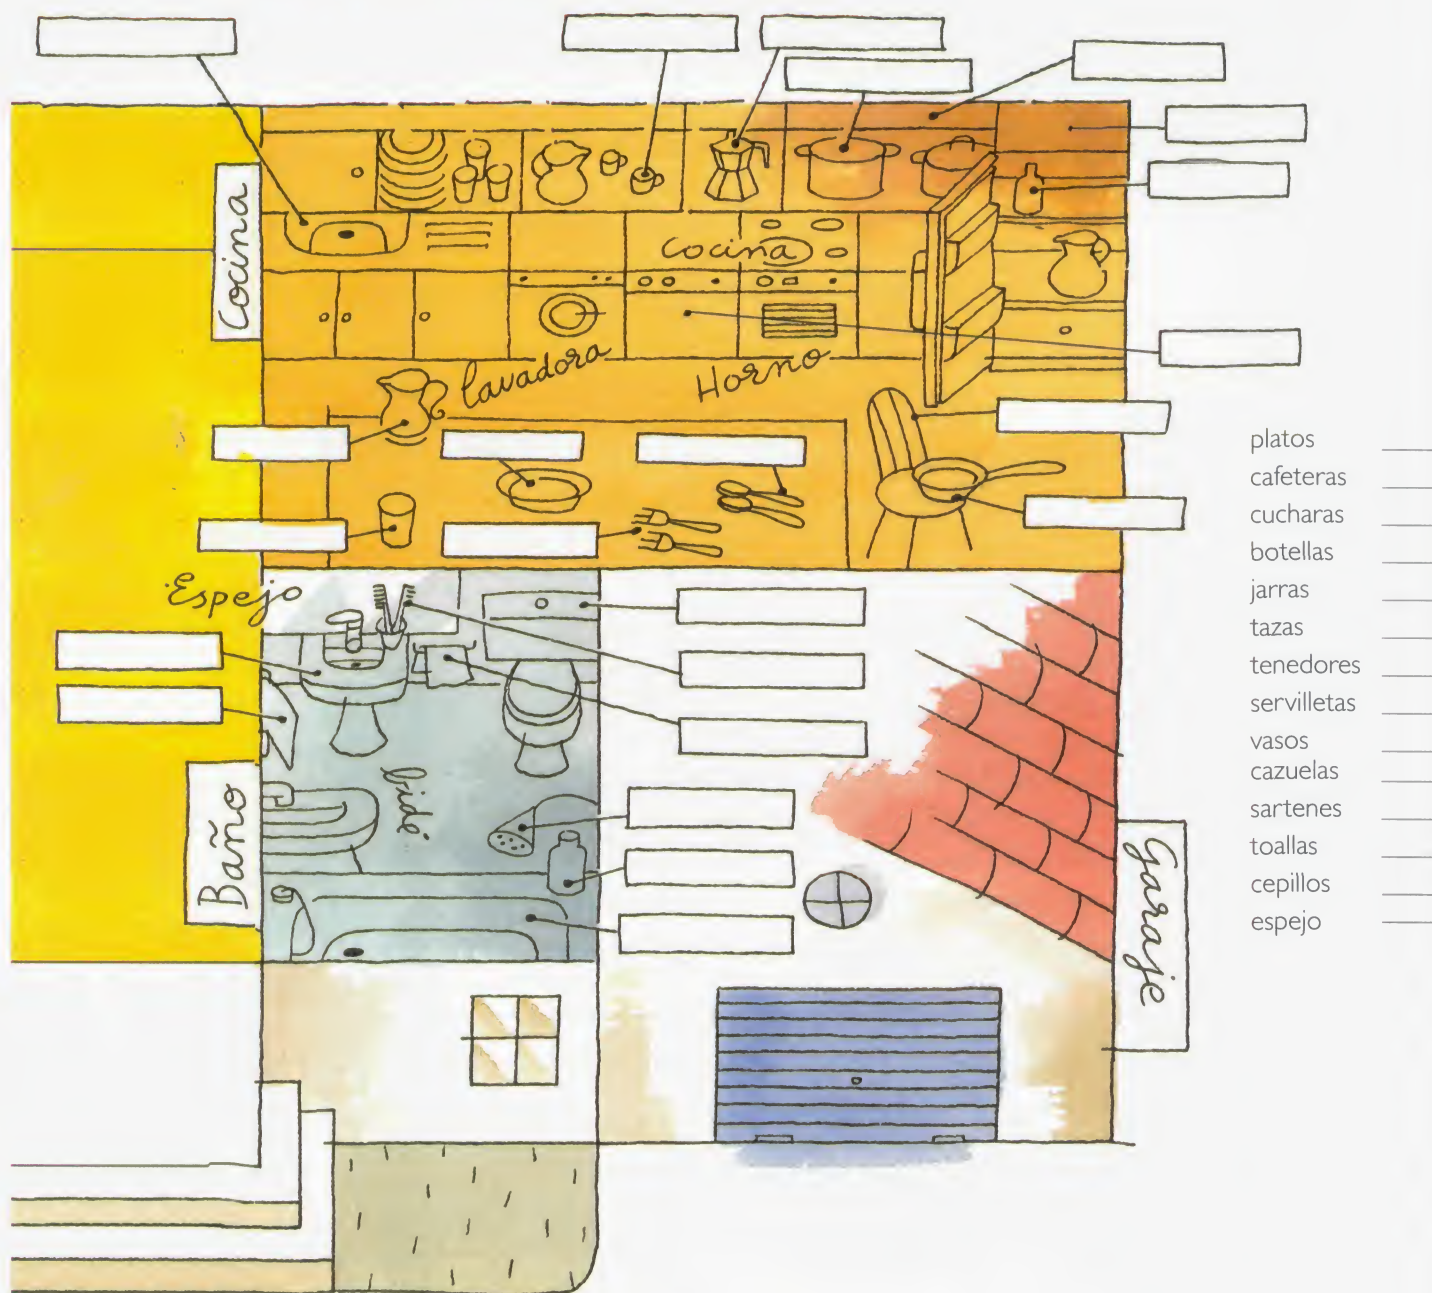 Cocina
cocina
lavadora
Horno
Espejo
bidé
Baño
Garaje
platos
cafeteras
cucharas
botellas
jarras
tazas
tenedores
servilletas
vasos
cazuelas
sartenes
toallas
cepillos
espejo